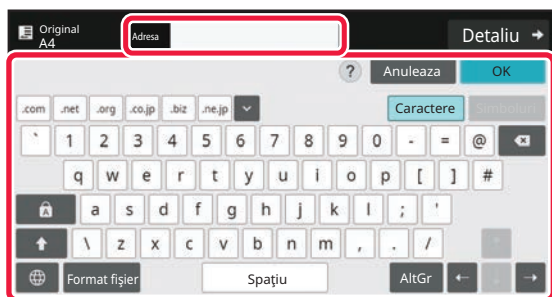 Original
A4
Adresa
Detaliu
? Anuleaza OK
.com .net .org .co.jp .biz .ne.jp Caractere Simboluri
` 1 2 3 4 5 6 7 8 9 0 - = @
q w e r t y u i o p [ ] #
A a s d f g h j k l ; '
\ z x c v b n m , . /
Format fișier Spaţiu AltGr